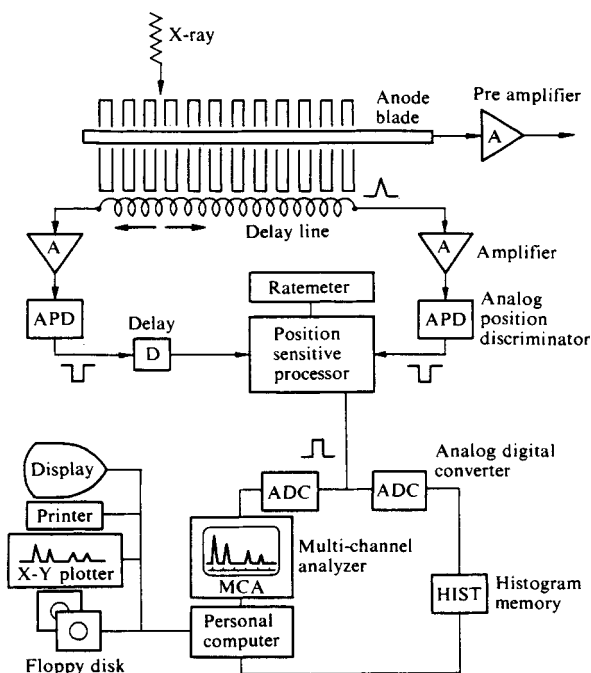 X-ray
Anode
blade
Pre amplifier
A
Delay line
A
A
Amplifier
Ratemeter
APD
Delay
D
Position
sensitive
processor
APD
Analog
position
discriminator
Analog digital
converter
Display
ADC
ADC
Printer
X-Y plotter
MCA
Multi-channel
analyzer
HIST
Histogram
memory
Personal
computer
Floppy disk